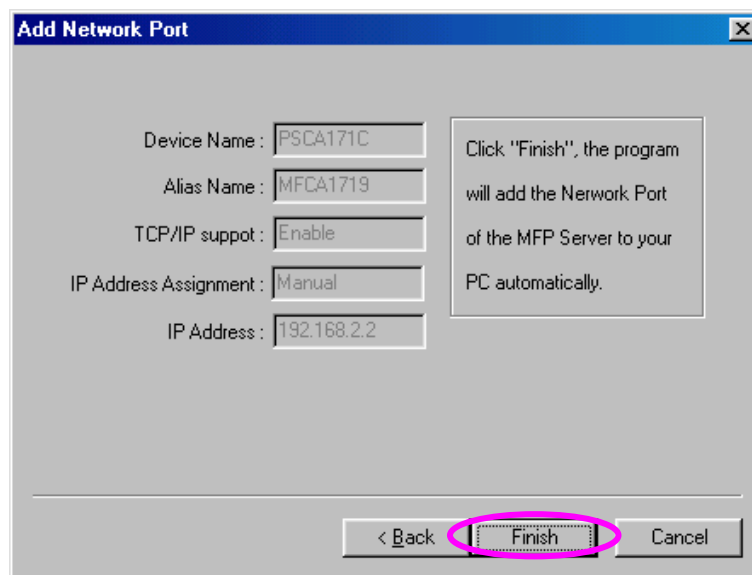 Add Network Port
Device Name : PSCA171C
Alias Name : MFCA1719
TCP/IP suppot : Enable
IP Address Assignment : Manual
IP Address : 192.168.2.2
Click "Finish", the program
will add the Nerwork Port
of the MFP Server to your
PC automatically.
< Back Finish Cancel